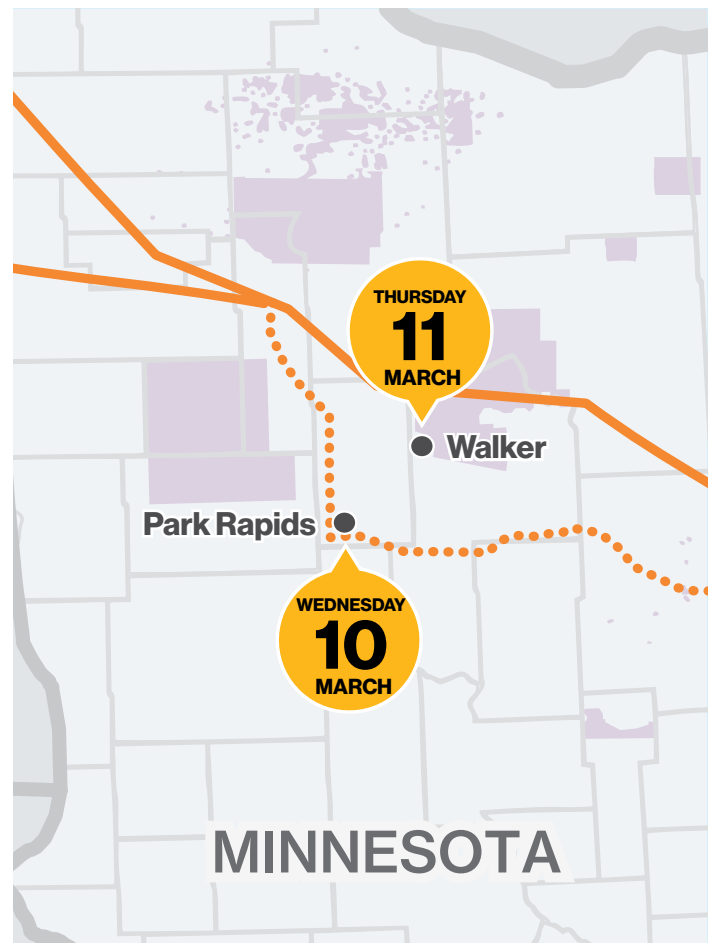 THURSDAY
11
MARCH
Walker
Park Rapids
WEDNESDAY
10
MARCH
MINNESOTA